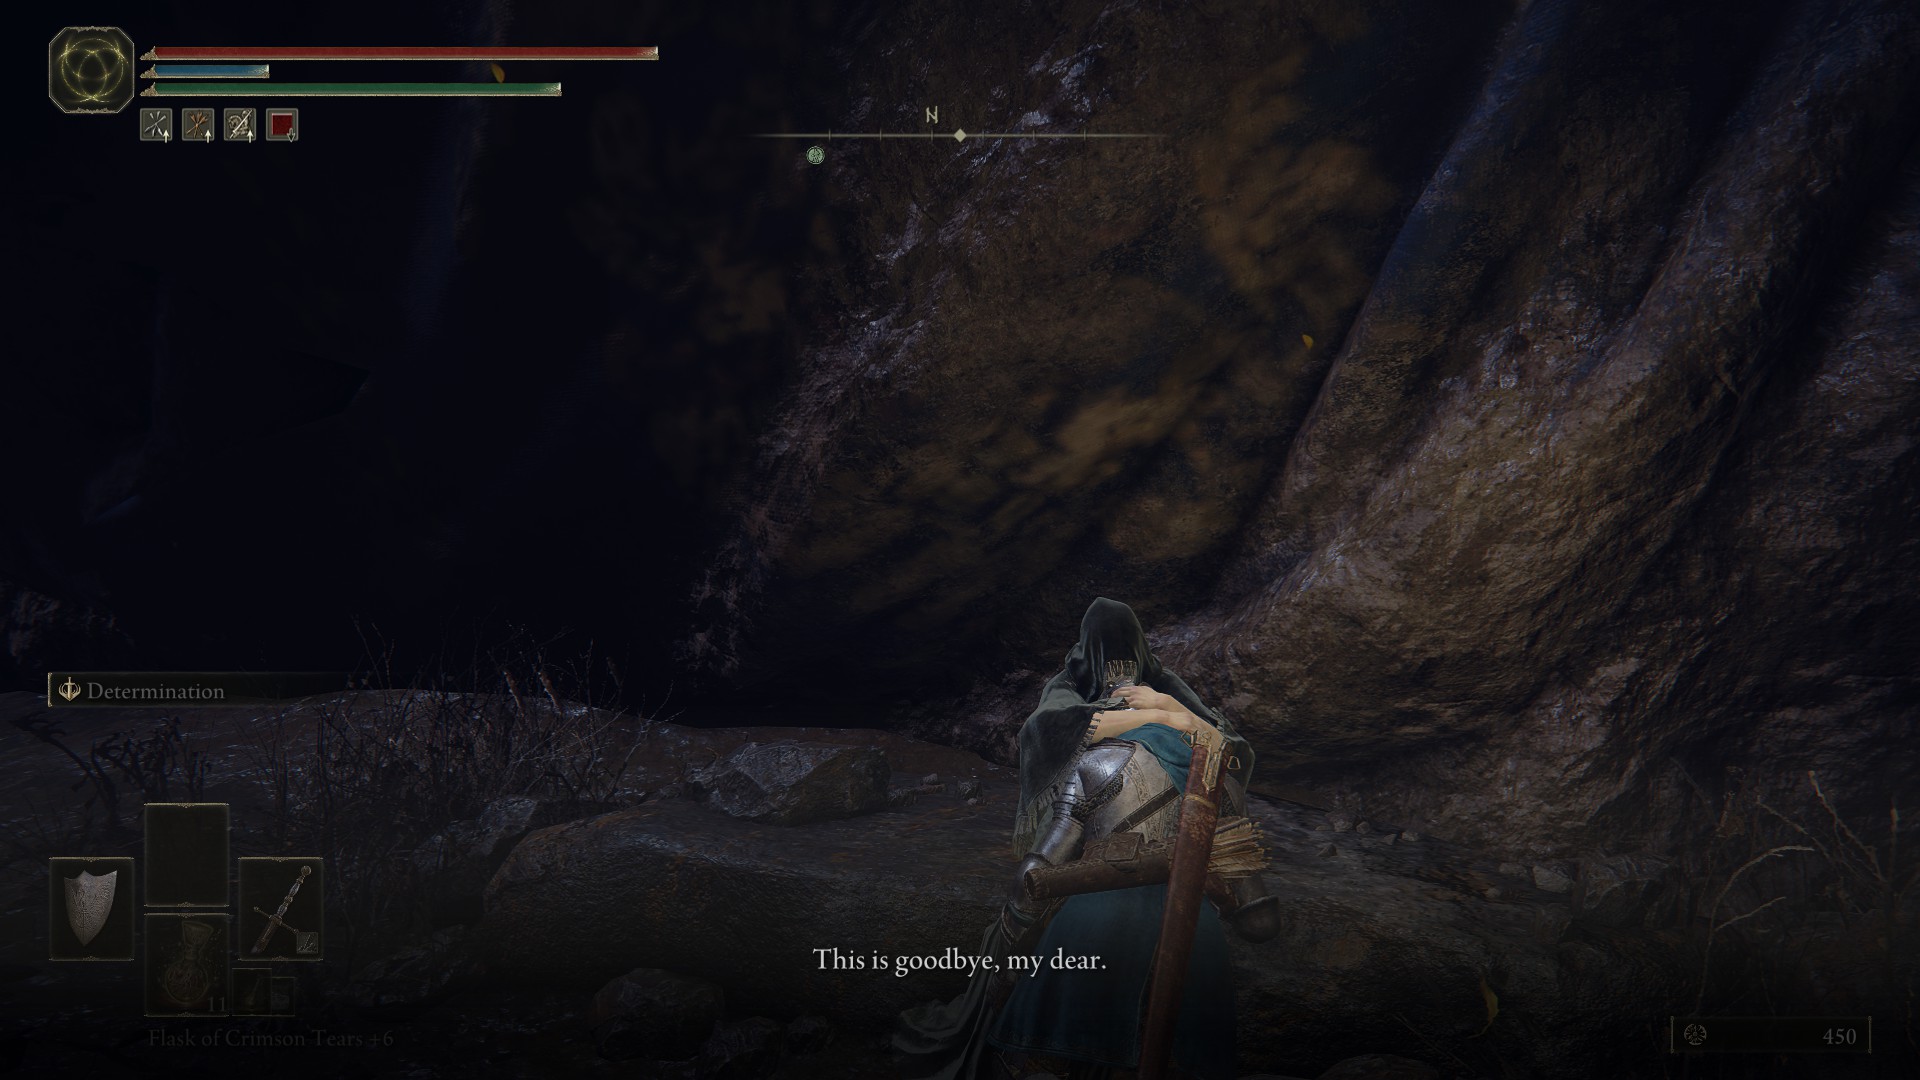 N
Determination
This is goodbye, my dear.
11
Flask of Crimson Tears +6
450